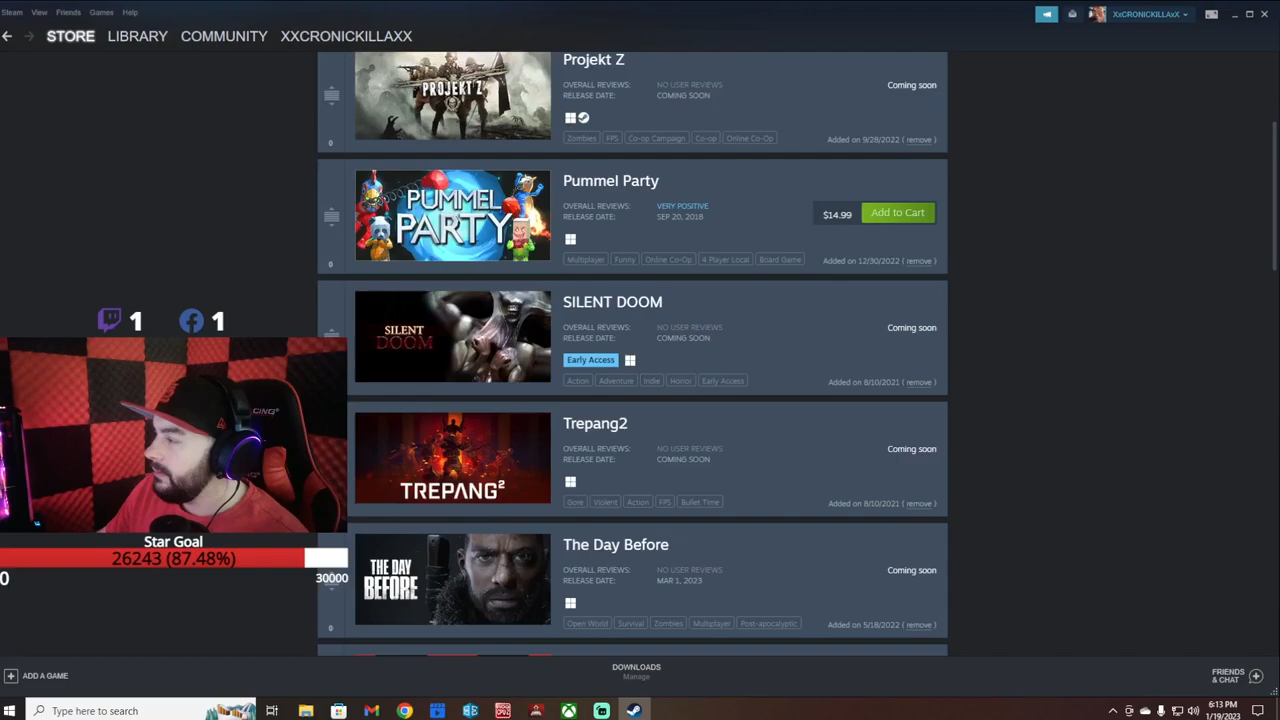 Steam View Friends Games Help
XxCRONICKILLAxX
STORE LIBRARY COMMUNITY XXCRONICKILLAXX
PROJEKT Z
Projekt Z
OVERALL REVIEWS: NO USER REVIEWS
RELEASE DATE: COMING SOON
Coming soon
0
Zombies FPS Co-op Campaign Co-op Online Co-Op
Added on 9/28/2022 ( remove )
PUMMEL
PARTY
Pummel Party
OVERALL REVIEWS: VERY POSITIVE
RELEASE DATE: SEP 20, 2018
$14.99 Add to Cart
0
Multiplayer Funny Online Co-Op 4 Player Local Board Game
Added on 12/30/2022 ( remove )
SILENT
DOOM
SILENT DOOM
OVERALL REVIEWS: NO USER REVIEWS
RELEASE DATE: COMING SOON
Coming soon
Early Access
Action Adventure Indie Horror Early Access
Added on 8/10/2021 ( remove )
TREPANG²
Trepang2
OVERALL REVIEWS: NO USER REVIEWS
RELEASE DATE: COMING SOON
Coming soon
Gore Violent Action FPS Bullet Time
Added on 8/10/2021 ( remove )
THE DAY
BEFORE
The Day Before
OVERALL REVIEWS: NO USER REVIEWS
RELEASE DATE: MAR 1, 2023
Coming soon
0
Open World Survival Zombies Multiplayer Post-apocalyptic
Added on 5/18/2022 ( remove )
1 1
Star Goal
26243 (87.48%)
0 30000
ADD A GAME
DOWNLOADS
Manage
FRIENDS
& CHAT
Type here to search
6:13 PM
1/19/2023